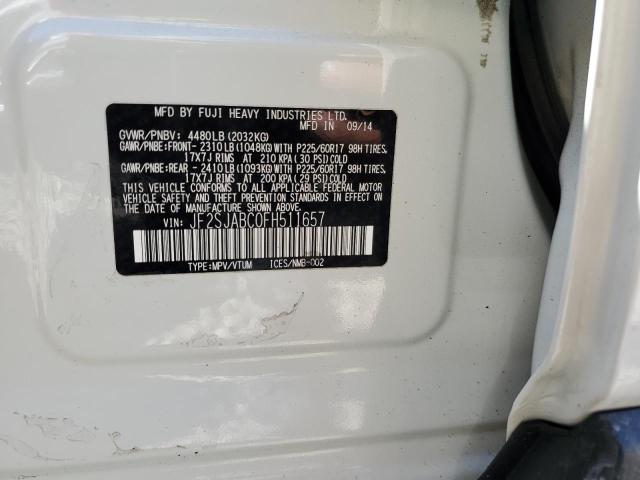 MFD BY FUJI HEAVY INDUSTRIES LTD.
MFD IN 09/14
GVWR/PNBV: 4480LB (2032KG)
GAWR/PNBE: FRONT- 2310LB (1048KG) WITH P225/60R17 98H TIRES,
17X7J RIMS AT 210 KPA (30 PSI) COLD
GAWR/PNBE: REAR - 2410LB (1093KG) WITH P225/60R17 98H TIRES,
17X7J RIMS AT 200 KPA (29 PSI) COLD
THIS VEHICLE CONFORMS TO ALL APPLICABLE FEDERAL MOTOR
VEHICLE SAFETY STANDARDS IN EFFECT ON
THE DATE OF MANUFACTURE SHOWN ABOVE.
VIN: JF2SJABC0FH511657
TYPE:MPV/VTUM ICES/NMB-002